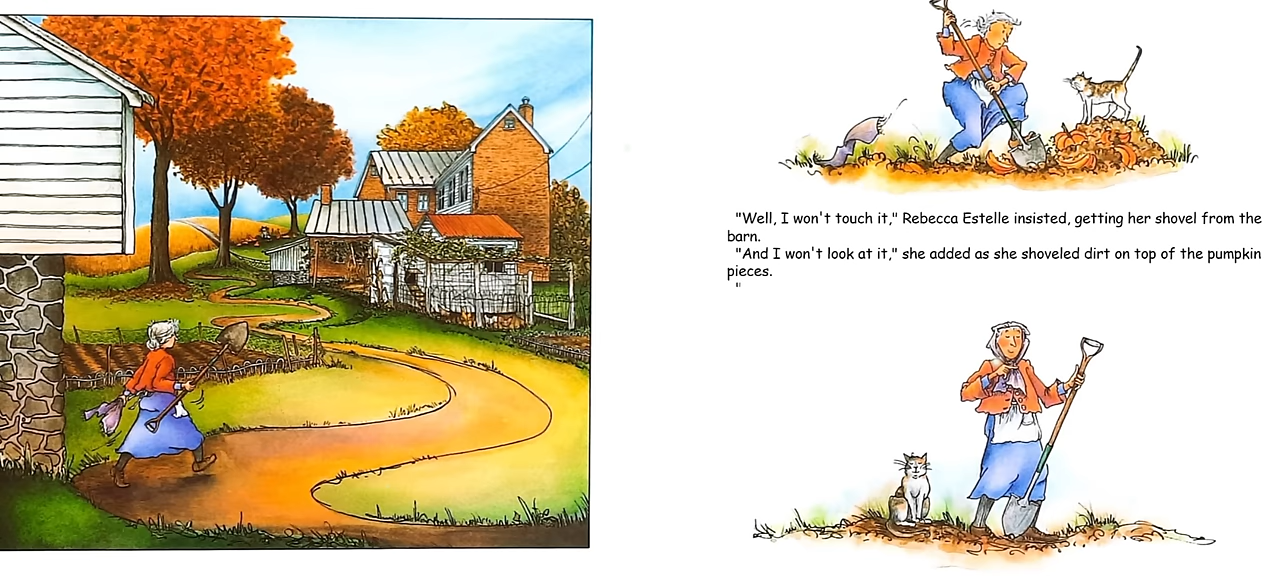 "Well, I won't touch it," Rebecca Estelle insisted, getting her shovel from the
barn.
"And I won't look at it," she added as she shoveled dirt on top of the pumpkin
pieces.
"